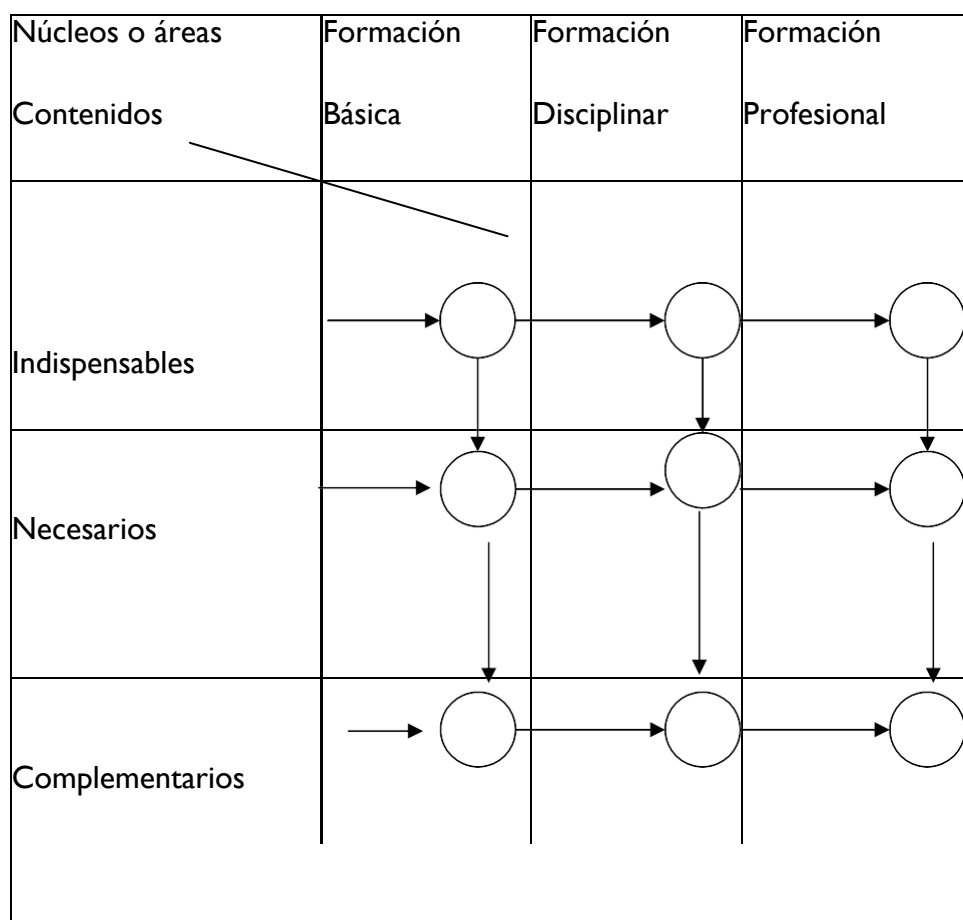 Núcleos o áreas
Contenidos
Formación
Básica
Formación
Disciplinar
Formación
Profesional
Indispensables
Necesarios
Complementarios